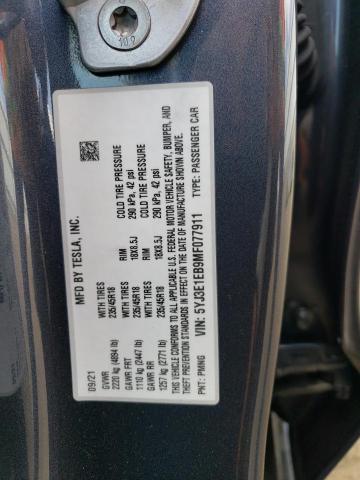 MFD BY TESLA, INC.
09/21
GVWR
2220 kg (4894 lb) WITH TIRES RIM COLD TIRE PRESSURE
GAWR FRT 235/45R18 18X8.5J 290 kPa, 42 psi
1110 kg (2447 lb) WITH TIRES RIM COLD TIRE PRESSURE
GAWR RR 235/45R18 18X8.5J 290 kPa, 42 psi
1257 kg (2771 lb)
THIS VEHICLE CONFORMS TO ALL APPLICABLE U.S. FEDERAL MOTOR VEHICLE SAFETY, BUMPER, AND
THEFT PREVENTION STANDARDS IN EFFECT ON THE DATE OF MANUFACTURE SHOWN ABOVE.
VIN: 5YJ3E1EB9MF077911 TYPE: PASSENGER CAR
PNT: PMNG